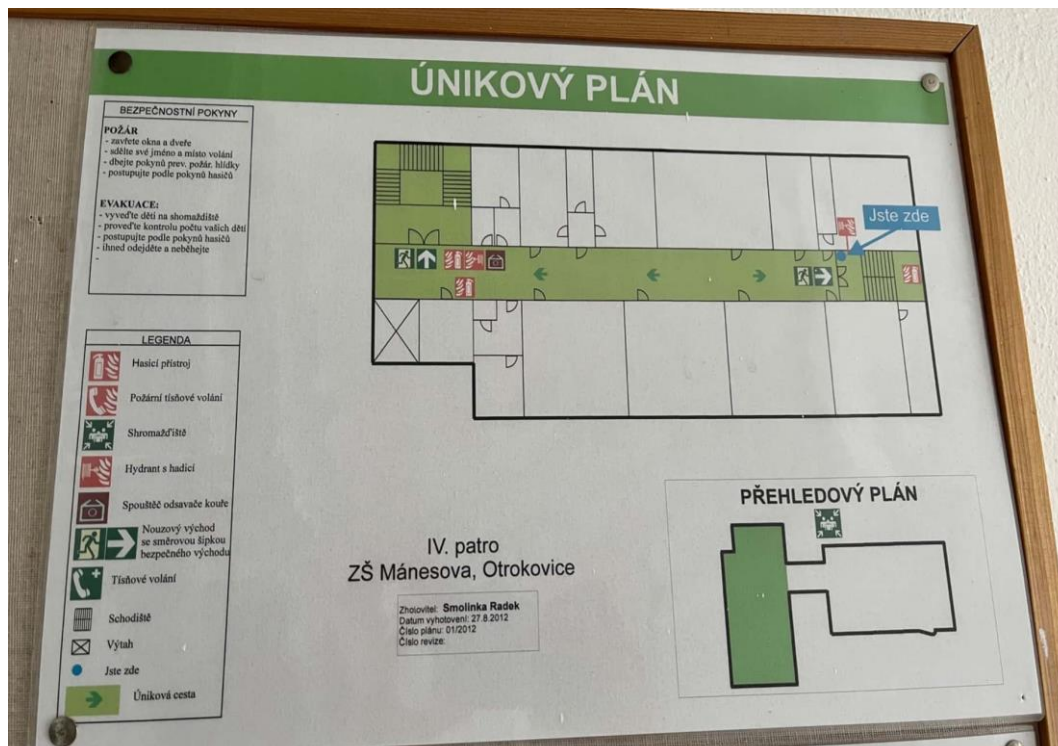 ÚNIKOVÝ PLÁN
BEZPEČNOSTNÍ POKYNY
POŽÁR
- zavřete okna a dveře
- sdělte své jméno a místo volání
- dbejte pokynů prev. požár. hlídky
- postupujte podle pokynů hasičů
EVAKUACE:
- vyveďte děti na shomaždiště
- proveďte kontrolu počtu vašich dětí
- postupujte podle pokynů hasičů
- ihned odejděte a neběhejte
-
Jste zde
LEGENDA
Hasicí přístroj
Požární tísňové volání
Shromaždiště
Hydrant s hadicí
Spouštěč odsavače kouře
Nouzový východ
se směrovou šipkou
bezpečného východu
Tísňové volání
Schodiště
Výtah
Jste zde
Úniková cesta
IV. patro
ZŠ Mánesova, Otrokovice
Zhotovitel: Smolinka Radek
Datum vyhotovení: 27.8.2012
Číslo plánu: 01/2012
Číslo revize:
PŘEHLEDOVÝ PLÁN